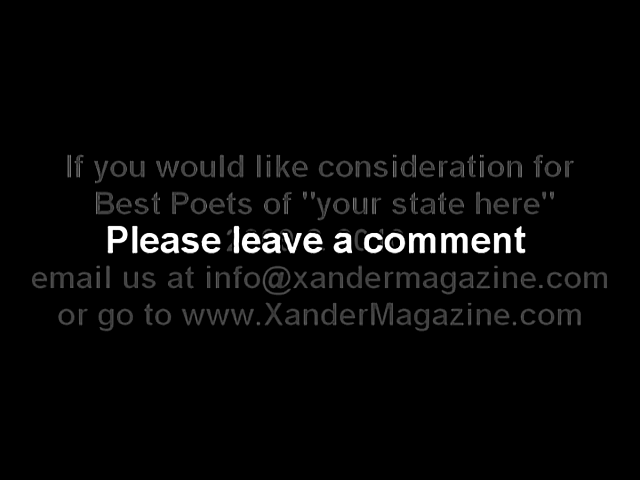 If you would like consideration for
Best Poets of "your state here"
Please leave a comment
email us at info@xandermagazine.com
or go to www.XanderMagazine.com